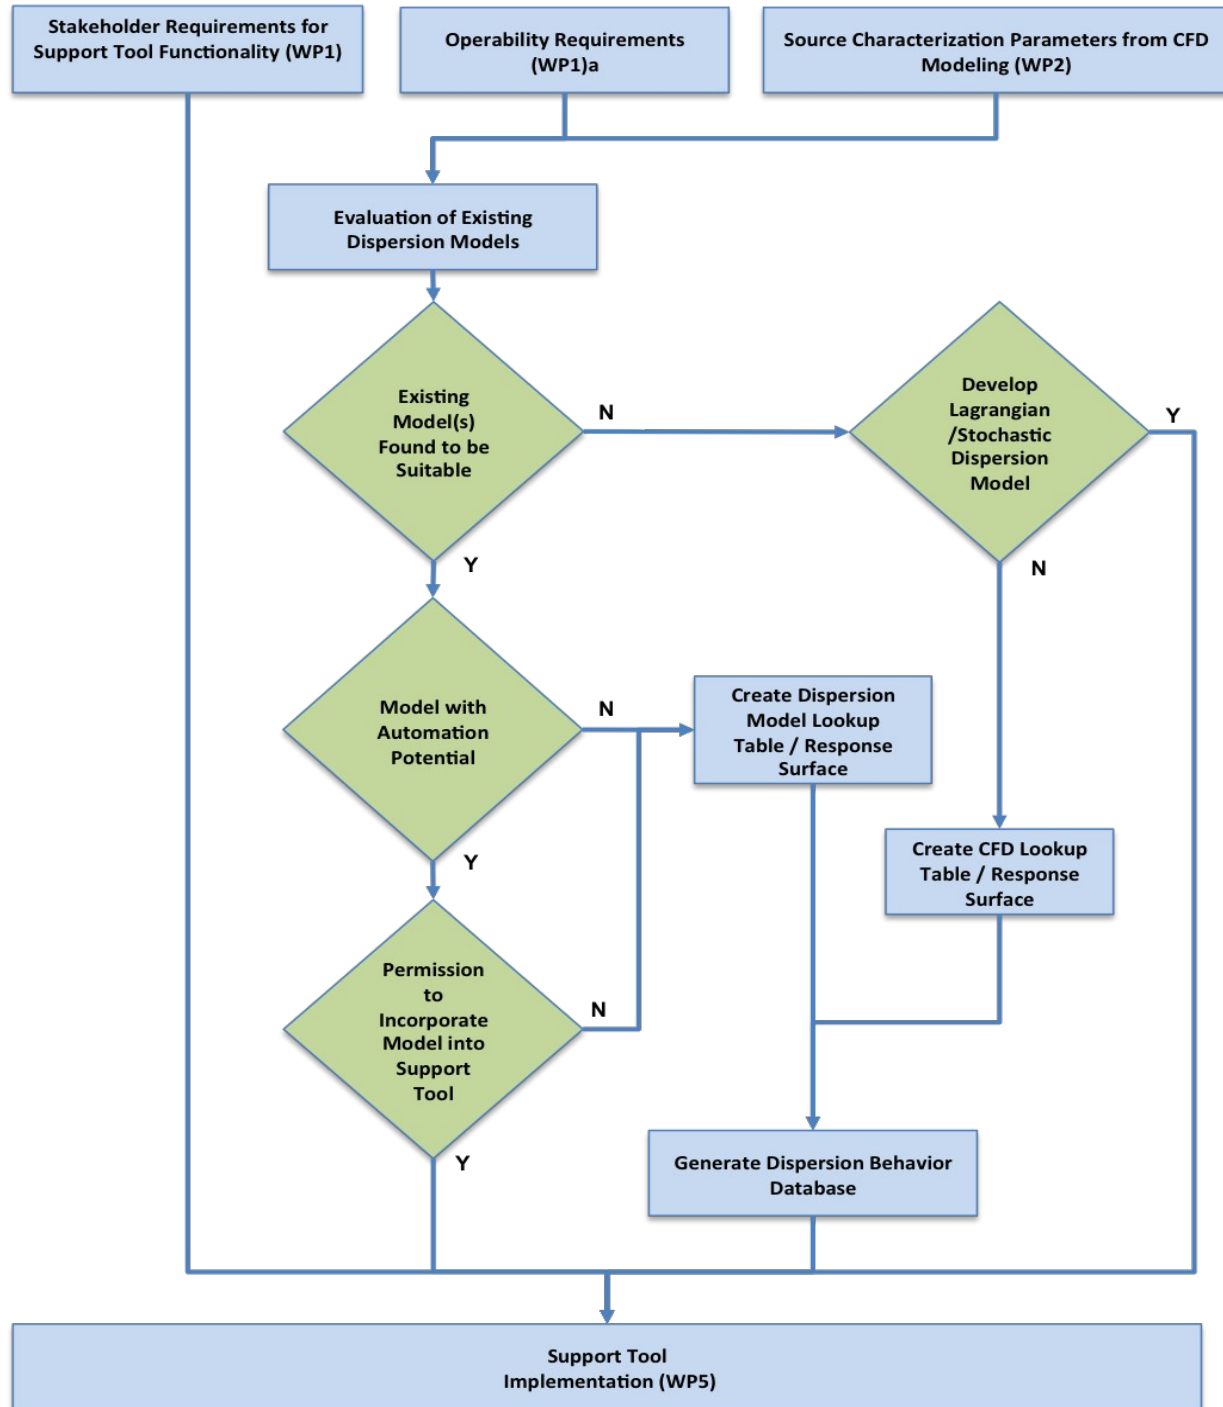 Stakeholder Requirements for
Support Tool Functionality (WP1)
Operability Requirements
(WP1)a
Source Characterization Parameters from CFD
Modeling (WP2)
Evaluation of Existing
Dispersion Models
Existing
Model(s)
Found to be
Suitable
N
Develop
Lagrangian
/Stochastic
Dispersion
Model
Y
Y
N
Model with
Automation
Potential
N
Create Dispersion
Model Lookup
Table / Response
Surface
Y
Create CFD Lookup
Table / Response
Surface
Permission
to
Incorporate
Model into
Support
Tool
N
Y
Generate Dispersion Behavior
Database
Support Tool
Implementation (WP5)